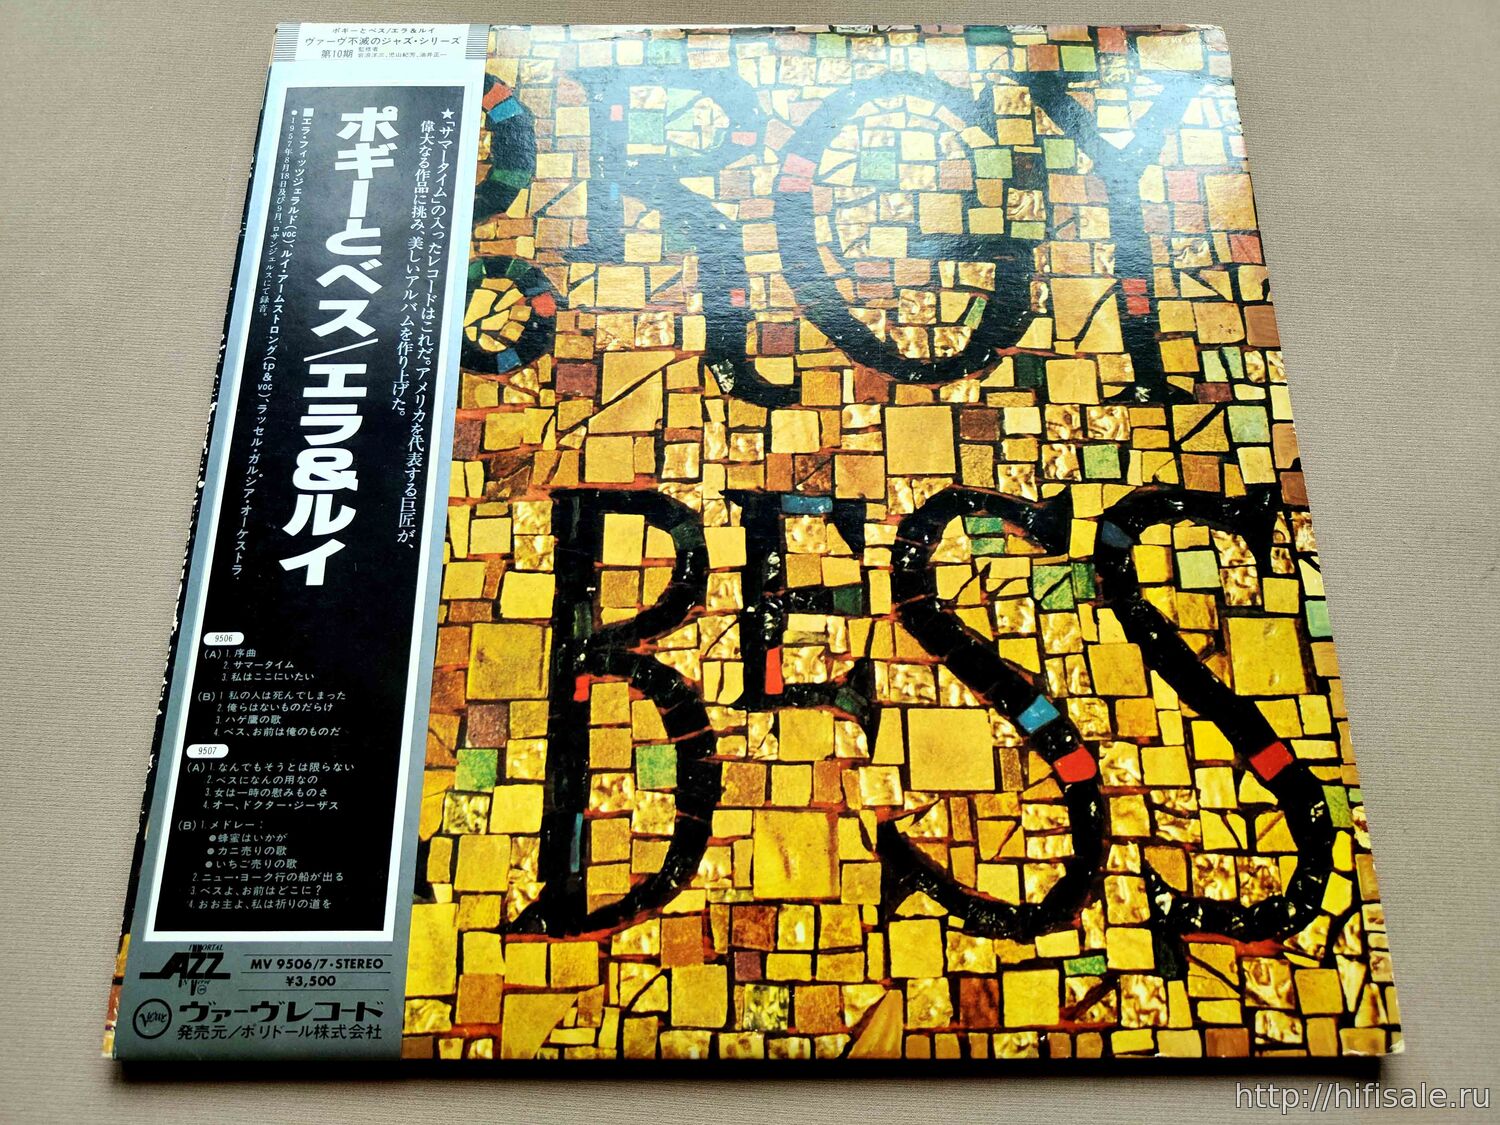 ポギーとベス/エラ&ルイ
ヴァーヴ不滅のジャズ・シリーズ
第10期 監修者 岩浪洋三、児山紀芳、油井正一
★「サマータイム」の入ったレコードはこれだ。アメリカを代表する巨匠が、
偉大なる作品に挑み、美しいアルバムを作り上げた。
ポギーとベス/エラ&ルイ
■エラ・フィッツジェラルド(voc)、ルイ・アームストロング(tp&voc)、ラッセル・ガルシア・オーケストラ.
●1957年8月18日及び9月、ロサンジェルスにて録音。
9506
(A) 1. 序曲
2. サマータイム
3. 私はここにいたい
(B) 1 私の人は死んでしまった
2. 俺らはないものだらけ
3. ハゲ鷹の歌
4. ベス、お前は俺のものだ
9507
(A) 1. なんでもそうとは限らない
2. ベスになんの用なの
3. 女は一時の慰みものさ
4. オー、ドクター・ジーザス
(B) 1. メドレー:
●蜂蜜はいかが
●カニ売りの歌
●いちご売りの歌
2. ニュー・ヨーク行の船が出る
3. ベスよ、お前はどこに?
4. おお主よ、私は祈りの道を
IMMORTAL
JAZZ
MV 9506/7・STEREO
¥3,500
Verve
ヴァーヴレコード
発売元/ポリドール株式会社
ORGY
BESS
http://hifisale.ru